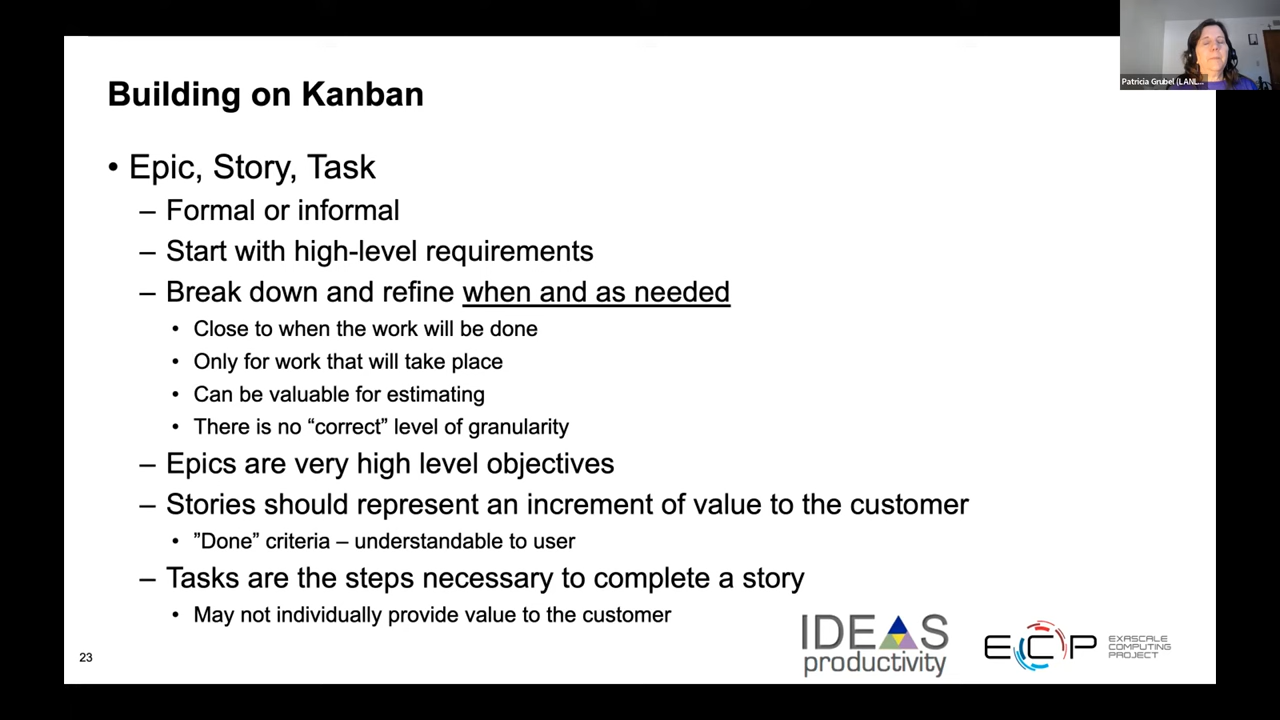 Patricia Grubel (LANL...
Building on Kanban
• Epic, Story, Task
– Formal or informal
– Start with high-level requirements
– Break down and refine when and as needed
• Close to when the work will be done
• Only for work that will take place
• Can be valuable for estimating
• There is no “correct” level of granularity
– Epics are very high level objectives
– Stories should represent an increment of value to the customer
• ”Done” criteria – understandable to user
– Tasks are the steps necessary to complete a story
• May not individually provide value to the customer
23
IDEAS
productivity
ECP
EXASCALE
COMPUTING
PROJECT